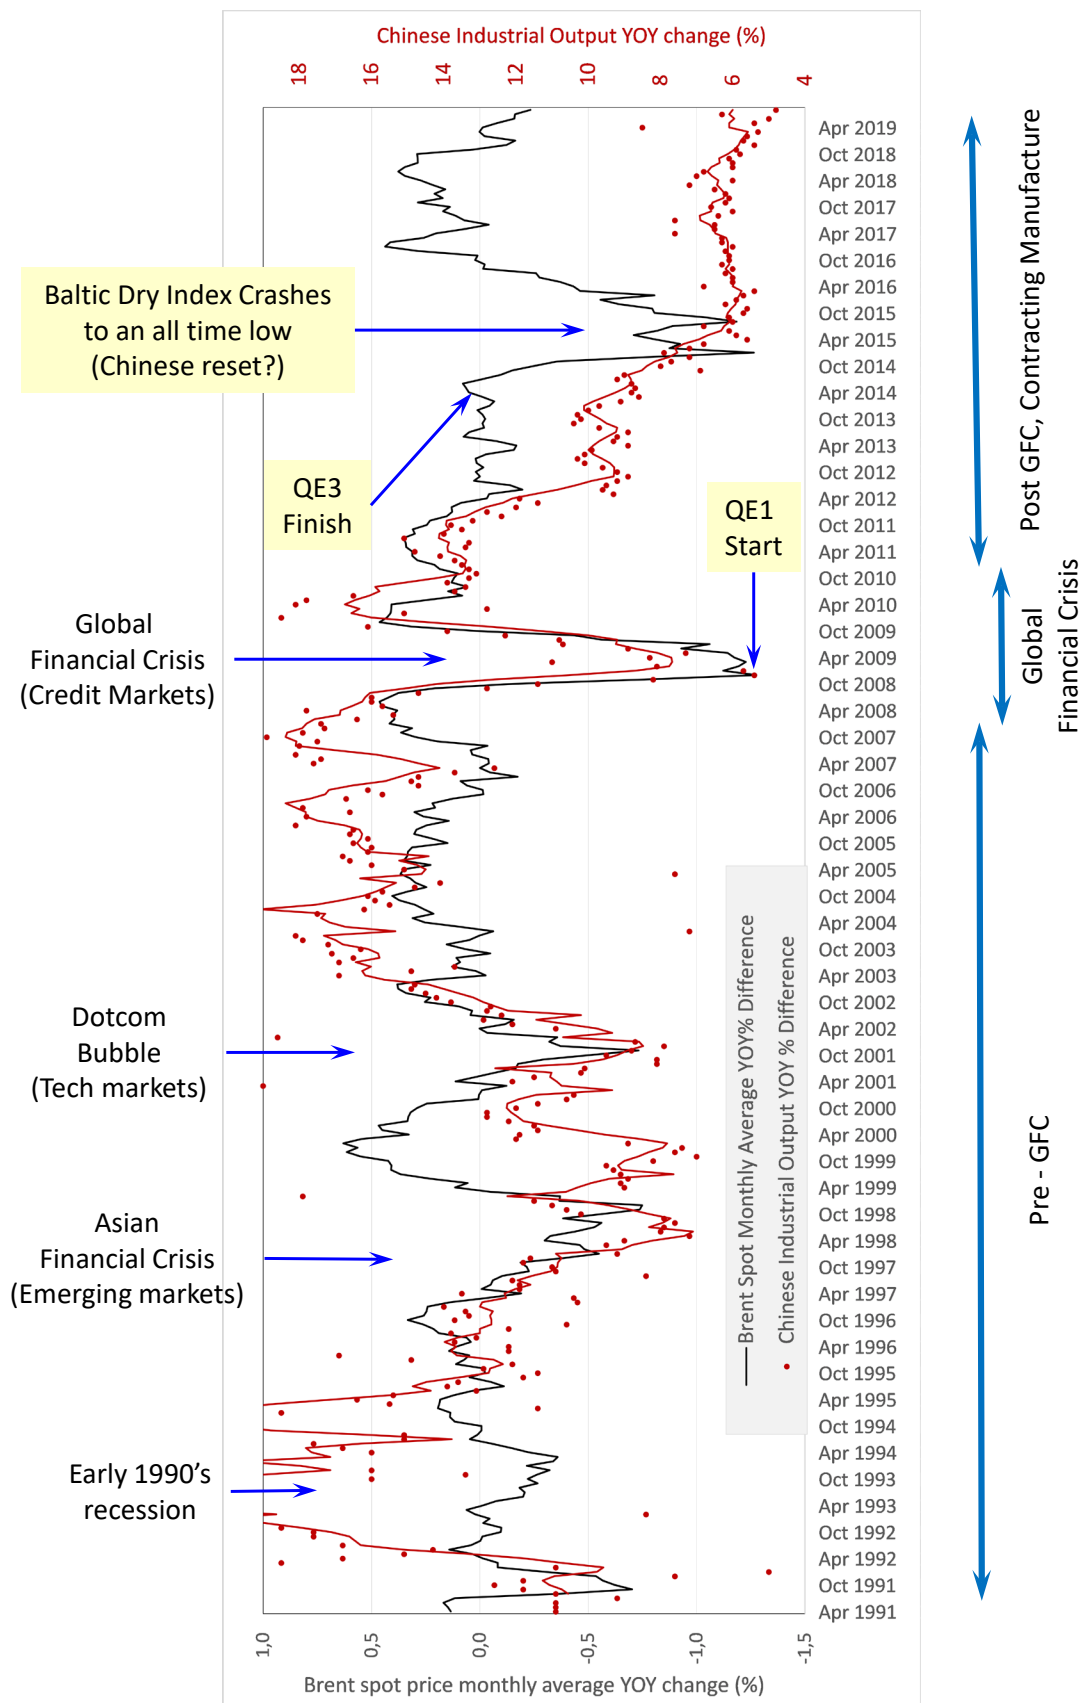 Chinese Industrial Output YOY change (%)
18 16 14 12 10 8 6 4
Apr 2019
Oct 2018
Apr 2018
Oct 2017
Apr 2017
Oct 2016
Apr 2016
Oct 2015
Apr 2015
Oct 2014
Apr 2014
Oct 2013
Apr 2013
Oct 2012
Apr 2012
Oct 2011
Apr 2011
Oct 2010
Apr 2010
Oct 2009
Apr 2009
Oct 2008
Apr 2008
Oct 2007
Apr 2007
Oct 2006
Apr 2006
Oct 2005
Apr 2005
Oct 2004
Apr 2004
Oct 2003
Apr 2003
Oct 2002
Apr 2002
Oct 2001
Apr 2001
Oct 2000
Apr 2000
Oct 1999
Apr 1999
Oct 1998
Apr 1998
Oct 1997
Apr 1997
Oct 1996
Apr 1996
Oct 1995
Apr 1995
Oct 1994
Apr 1994
Oct 1993
Apr 1993
Oct 1992
Apr 1992
Oct 1991
Apr 1991
Baltic Dry Index Crashes
to an all time low
(Chinese reset?)
QE3
Finish
QE1
Start
Global
Financial Crisis
(Credit Markets)
Dotcom
Bubble
(Tech markets)
Asian
Financial Crisis
(Emerging markets)
Early 1990’s
recession
Brent Spot Monthly Average YOY% Difference
Chinese Industrial Output YOY % Difference
Post GFC, Contracting Manufacture
Global
Financial Crisis
Pre - GFC
1,0 0,5 0,0 -0,5 -1,0 -1,5
Brent spot price monthly average YOY change (%)